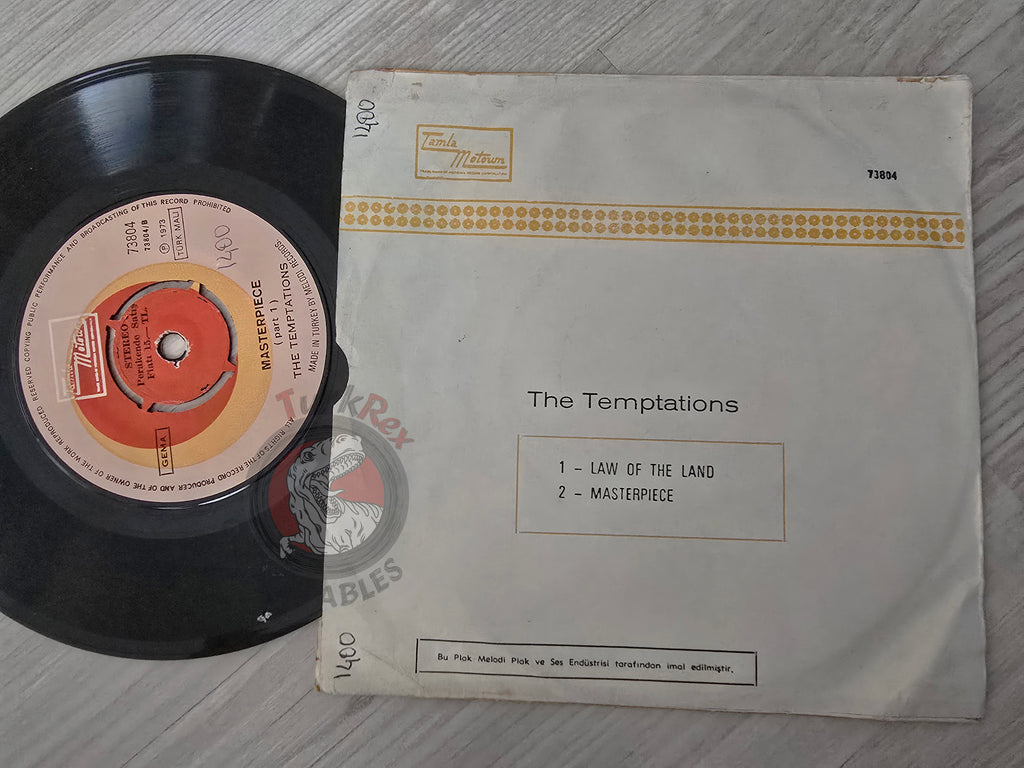 ALL RIGHTS OF THE RECORD PRODUCER AND OF THE OWNER OF THE WORK REPRODUCED RESERVED COPYING PUBLIC PERFORMANCE AND BROADCASTING OF THIS RECORD PROHIBITED
73804
73804/B
℗ 1973
TÜRK MALI
1400
Tamla
Motown
STEREO
Perakende Satış
Fiatı 15.— TL.
GEMA
MASTERPIECE
(part 1)
THE TEMPTATIONS
MADE IN TURKEY BY MELODI RECORDS
1400
Tamla
Motown
73804
The Temptations
1 - LAW OF THE LAND
2 - MASTERPIECE
TurkRex
ABLES
1400
Bu Plak Melodi Plak ve Ses Endüstrisi tarafından imal edilmiştir.